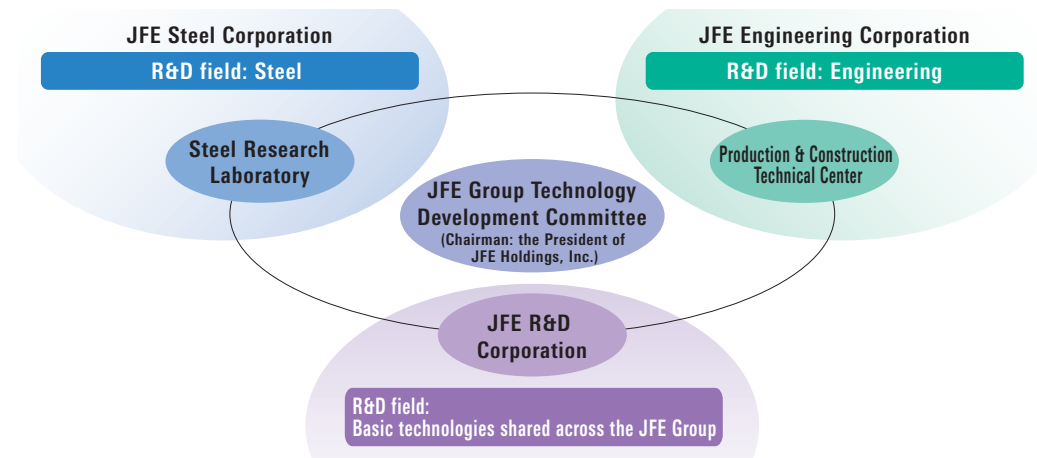 JFE Steel Corporation
R&D field: Steel
Steel Research
Laboratory
JFE Engineering Corporation
R&D field: Engineering
Production & Construction
Technical Center
JFE Group Technology
Development Committee
(Chairman: the President of
JFE Holdings, Inc.)
JFE R&D
Corporation
R&D field:
Basic technologies shared across the JFE Group